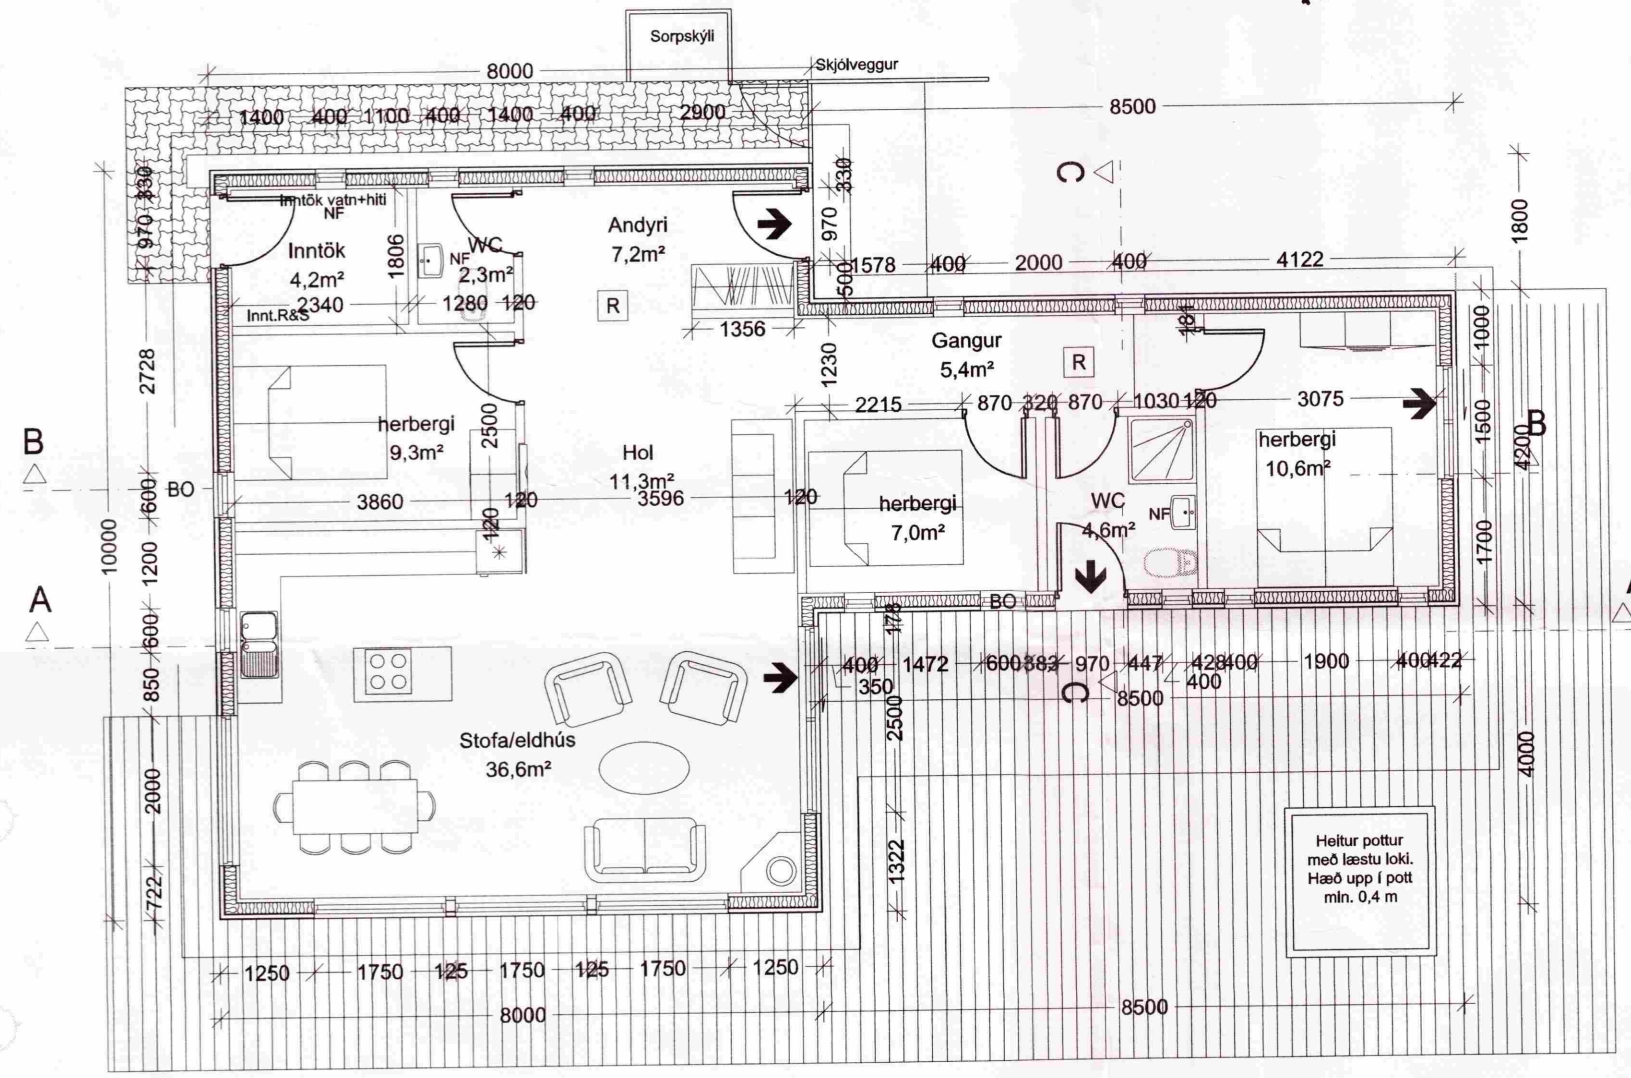 Sorpskýli
Skjólveggur
8000
8500
1400 400 1100 400 1400 400 2900
C
330
970
330
970
500
1800
Inntök vatn+hiti
NF
Inntök
4,2m²
1806
2340
Innt.R&S
WC
NF
2,3m²
1280 120
Andyri
7,2m²
R
1356
1578 400 2000 400 4122
181
1000
2728
1230
Gangur
5,4m²
R
2215 870 320 870 1030 120 3075
1500
4200
B
B
herbergi
9,3m²
2500
Hol
11,3m²
3860 120 3596 120
120
herbergi
7,0m²
WC
4,6m²
NF
herbergi
10,6m²
BO
600
10000
1200
1700
A
A
600
BO
178
850
400 1472 600 382 970 447 428 400 1900 400 422
350
400
C
8500
2500
Stofa/eldhús
36,6m²
2000
4000
1322
722
Heitur pottur
með læstu loki.
Hæð upp í pott
min. 0,4 m
1250 1750 125 1750 125 1750 1250
8000
8500